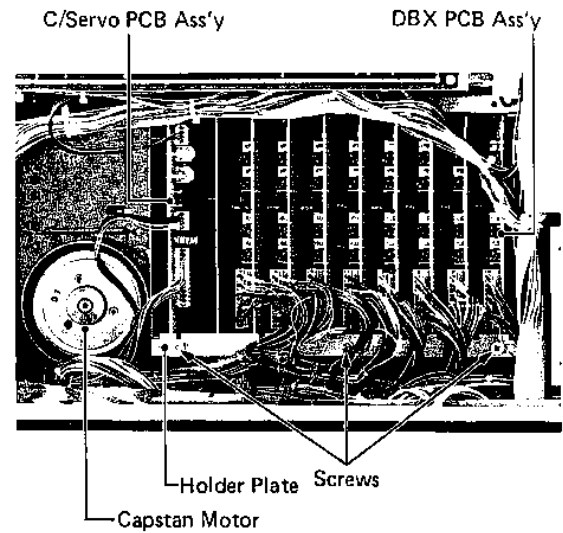 C/Servo PCB Ass'y
DBX PCB Ass'y
Holder Plate
Screws
Capstan Motor